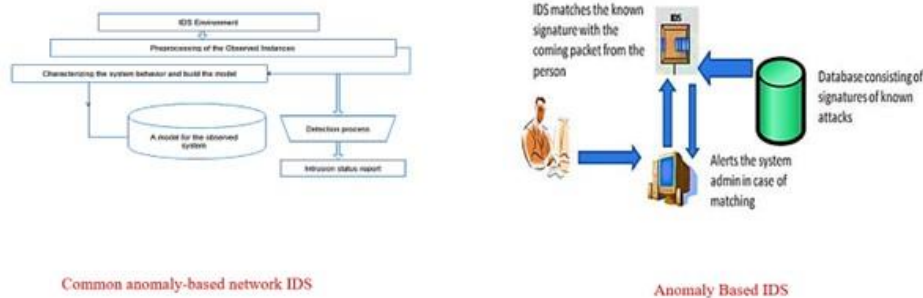 IDS Environment
Preprocessing of the Observed Instances
Characterizing the system behavior and build the model
A model for the observed
system
Detection process
Intrusion status report
Common anomaly-based network IDS
IDS matches the known
signature with the
coming packet from the
person
IDS
Database consisting of
signatures of known
attacks
Alerts the system
admin in case of
matching
Anomaly Based IDS